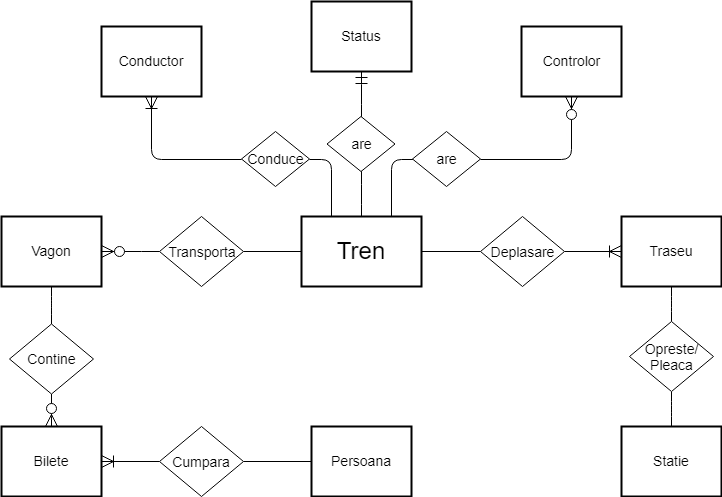 Status
Conductor
Controlor
are
Conduce
are
Vagon
Transporta
Tren
Deplasare
Traseu
Contine
Opreste/
Pleaca
Bilete
Cumpara
Persoana
Statie